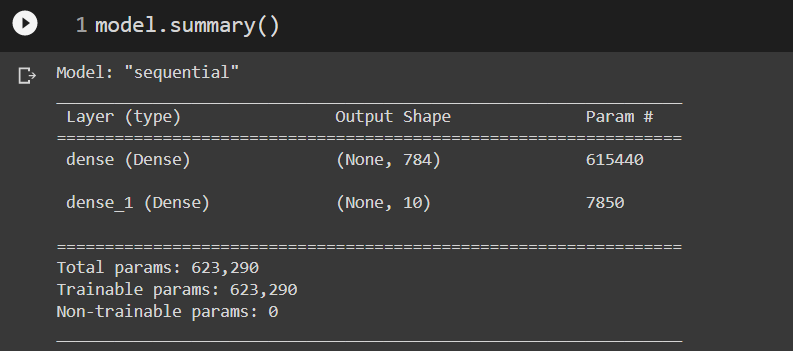 1 model.summary()
Model: "sequential"
_________________________________________________________________
Layer (type) Output Shape Param #
=================================================================
dense (Dense) (None, 784) 615440
dense_1 (Dense) (None, 10) 7850
=================================================================
Total params: 623,290
Trainable params: 623,290
Non-trainable params: 0
_________________________________________________________________